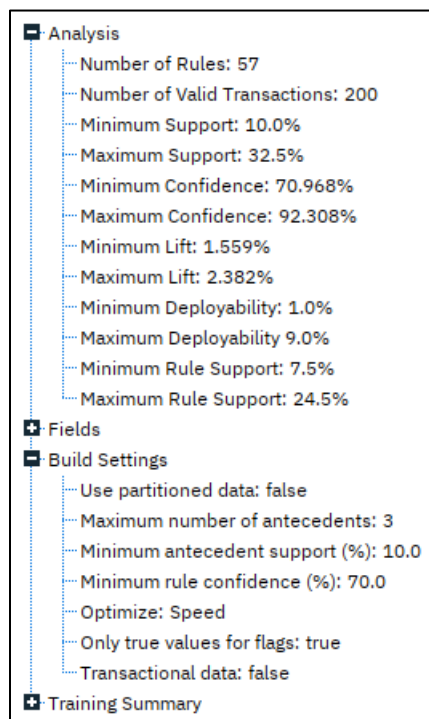 Analysis
Number of Rules: 57
Number of Valid Transactions: 200
Minimum Support: 10.0%
Maximum Support: 32.5%
Minimum Confidence: 70.968%
Maximum Confidence: 92.308%
Minimum Lift: 1.559%
Maximum Lift: 2.382%
Minimum Deployability: 1.0%
Maximum Deployability 9.0%
Minimum Rule Support: 7.5%
Maximum Rule Support: 24.5%
Fields
Build Settings
Use partitioned data: false
Maximum number of antecedents: 3
Minimum antecedent support (%): 10.0
Minimum rule confidence (%): 70.0
Optimize: Speed
Only true values for flags: true
Transactional data: false
Training Summary